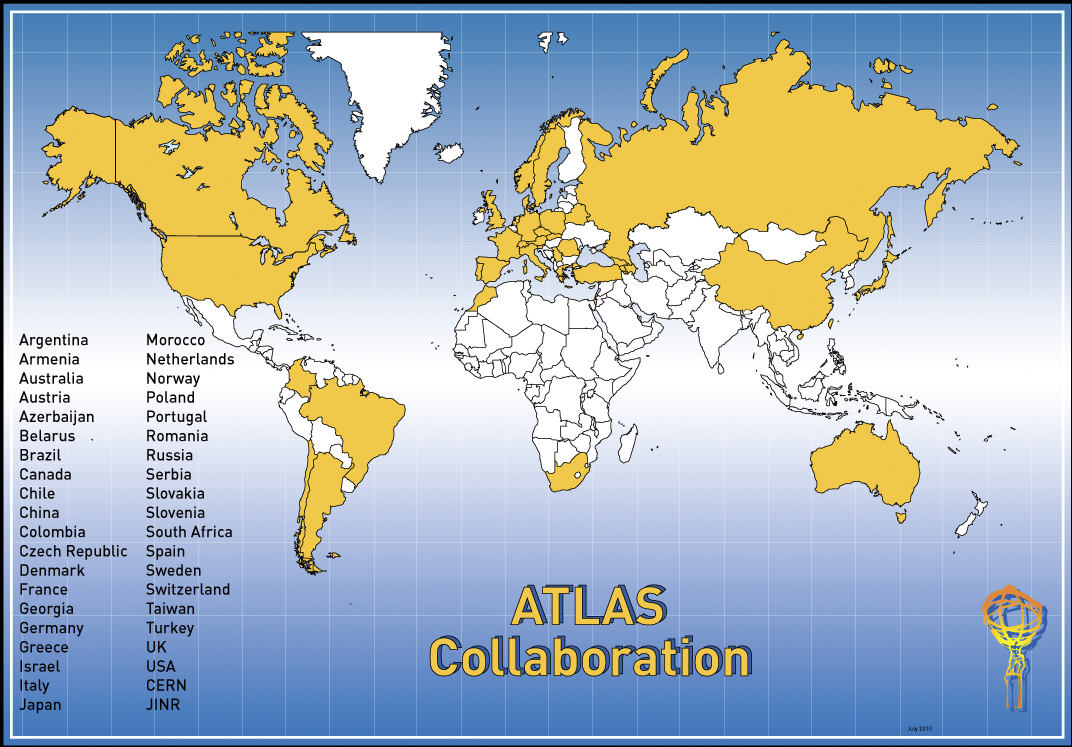 Argentina
Armenia
Australia
Austria
Azerbaijan
Belarus
Brazil
Canada
Chile
China
Colombia
Czech Republic
Denmark
France
Georgia
Germany
Greece
Israel
Italy
Japan
Morocco
Netherlands
Norway
Poland
Portugal
Romania
Russia
Serbia
Slovakia
Slovenia
South Africa
Spain
Sweden
Switzerland
Taiwan
Turkey
UK
USA
CERN
JINR
ATLAS
Collaboration
July 2010